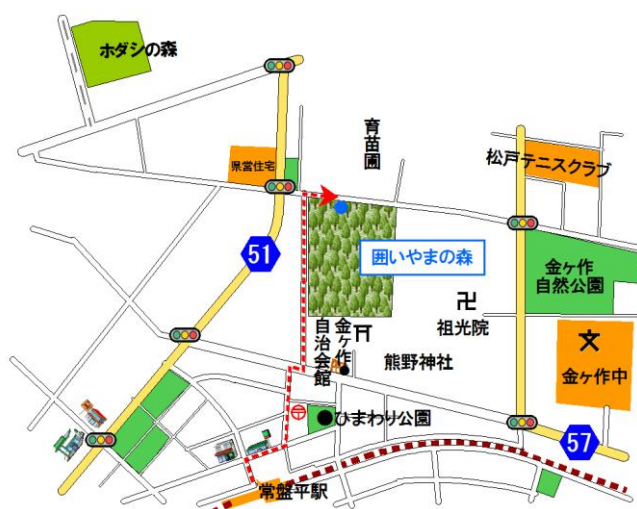 ホダシの森
育苗圃
県営住宅
松戸テニスクラブ
51
囲いやまの森
金ヶ作
自然公園
祖光院
金ヶ作
自治会館
熊野神社
文
金ヶ作中
ひまわり公園
57
常盤平駅